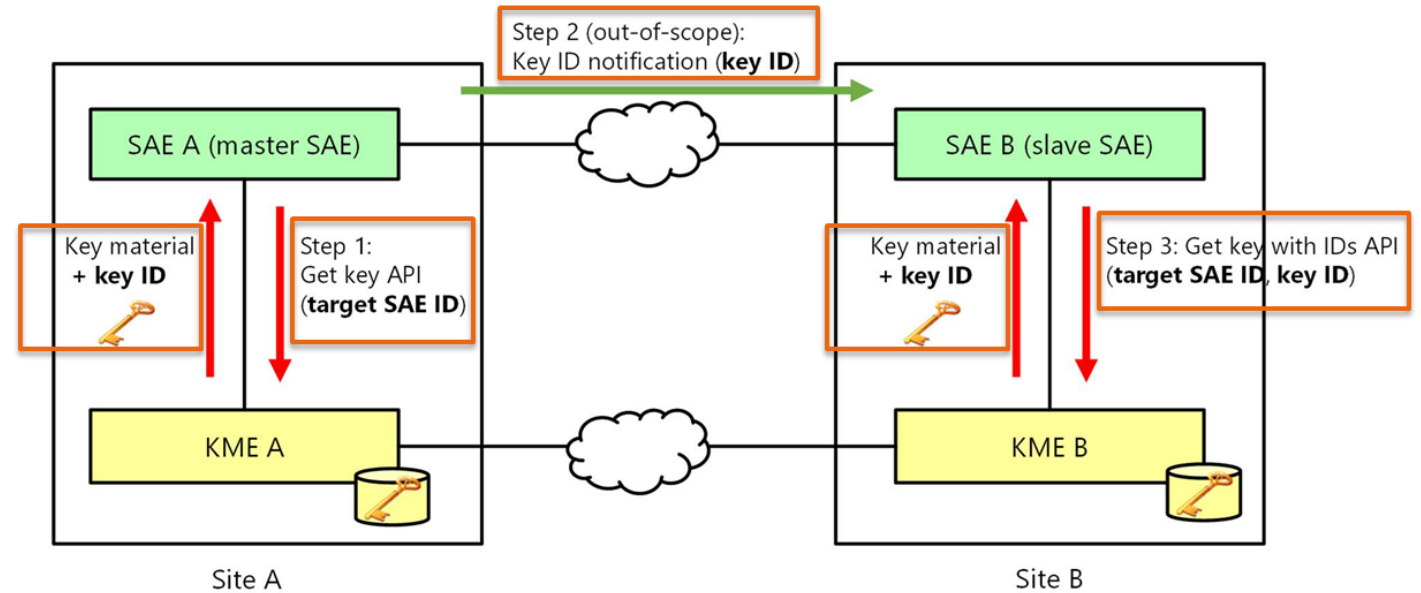 Step 2 (out-of-scope):
Key ID notification (key ID)
SAE A (master SAE)
SAE B (slave SAE)
Key material
+ key ID
Step 1:
Get key API
(target SAE ID)
Key material
+ key ID
Step 3: Get key with IDs API
(target SAE ID, key ID)
KME A
KME B
Site A
Site B